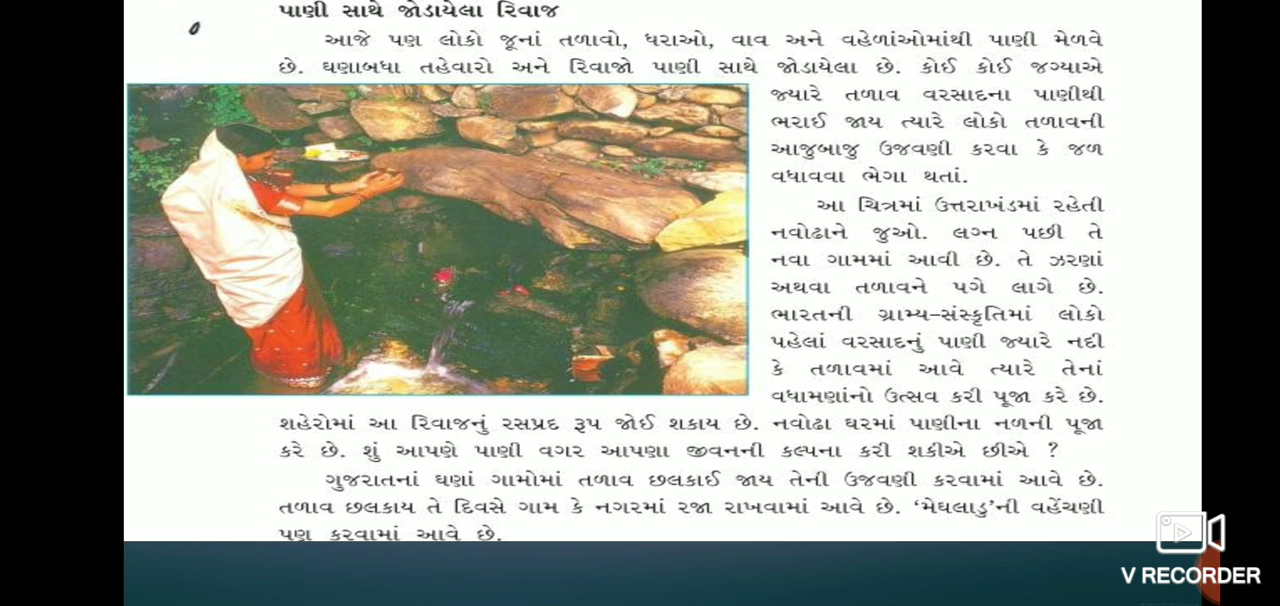 પાણી સાથે જોડાયેલા રિવાજ
આજે પણ લોકો જૂનાં તળાવો, ધરાઓ, વાવ અને વહેળાંઓમાંથી પાણી મેળવે
છે. ઘણાબધા તહેવારો અને રિવાજો પાણી સાથે જોડાયેલા છે. કોઈ કોઈ જગ્યાએ
જ્યારે તળાવ વરસાદના પાણીથી
ભરાઈ જાય ત્યારે લોકો તળાવની
આજુબાજુ ઉજવણી કરવા કે જળ
વધાવવા ભેગા થતાં.
આ ચિત્રમાં ઉત્તરાખંડમાં રહેતી
નવોઢાને જુઓ. લગ્ન પછી તે
નવા ગામમાં આવી છે. તે ઝરણાં
અથવા તળાવને પગે લાગે છે.
ભારતની ગ્રામ્ય-સંસ્કૃતિમાં લોકો
પહેલાં વરસાદનું પાણી જ્યારે નદી
કે તળાવમાં આવે ત્યારે તેનાં
વધામણાંનો ઉત્સવ કરી પૂજા કરે છે.
શહેરોમાં આ રિવાજનું રસપ્રદ રૂપ જોઈ શકાય છે. નવોઢા ઘરમાં પાણીના નળની પૂજા
કરે છે. શું આપણે પાણી વગર આપણા જીવનની કલ્પના કરી શકીએ છીએ ?
ગુજરાતનાં ઘણાં ગામોમાં તળાવ છલકાઈ જાય તેની ઉજવણી કરવામાં આવે છે.
તળાવ છલકાય તે દિવસે ગામ કે નગરમાં રજા રાખવામાં આવે છે. ‘મેઘલાડુ’ની વહેંચણી
પણ કરવામાં આવે છે.
V RECORDER